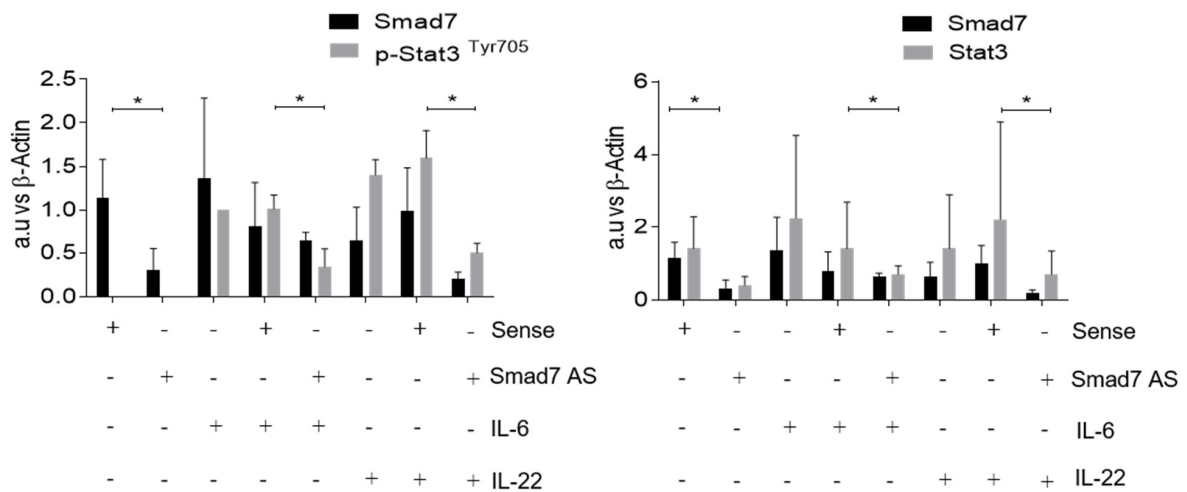 Smad7
p-Stat3 Tyr705
a.u vs β-Actin
2.5
2.0
1.5
1.0
0.5
0.0
* * *
+ - - + - - + - Sense
- + - - + - - + Smad7 AS
- - + + + - - - IL-6
- - - - - + + + IL-22
Smad7
Stat3
a.u vs β-Actin
6
4
2
0
* * *
+ - - + - - + - Sense
- + - - + - - + Smad7 AS
- - + + + - - - IL-6
- - - - - + + + IL-22